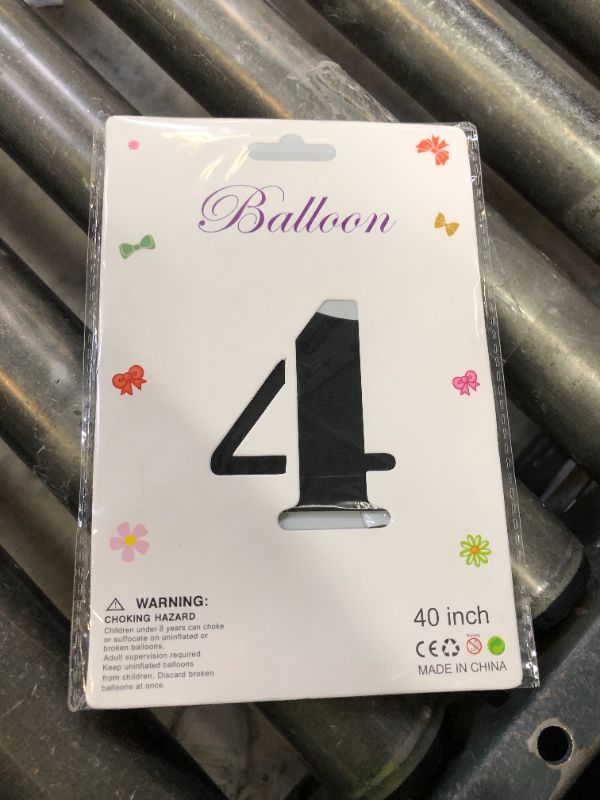 Balloon
4
WARNING:
CHOKING HAZARD
Children under 8 years can choke
or suffocate on uninflated or
broken balloons.
Adult supervision required.
Keep uninflated balloons
from children. Discard broken
balloons at once.
40 inch
CE
MADE IN CHINA